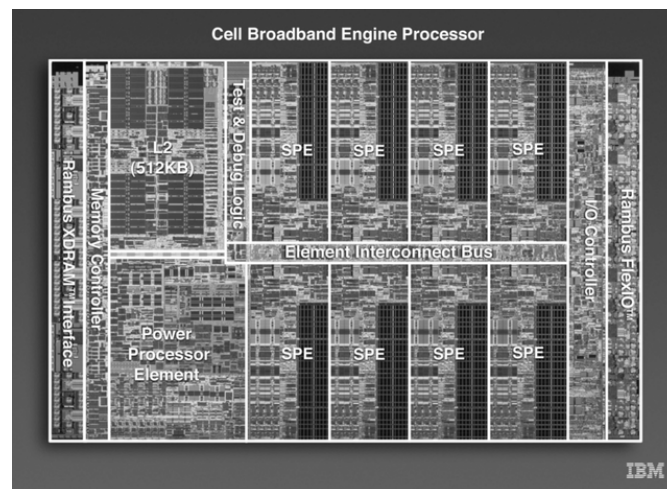 Cell Broadband Engine Processor
Rambus XDRAM™ Interface
Memory Controller
L2
(512KB)
Test & Debug Logic
SPE
SPE
SPE
SPE
I/O Controller
Rambus FlexIO™
Element Interconnect Bus
Power
Processor
Element
SPE
SPE
SPE
SPE
IBM